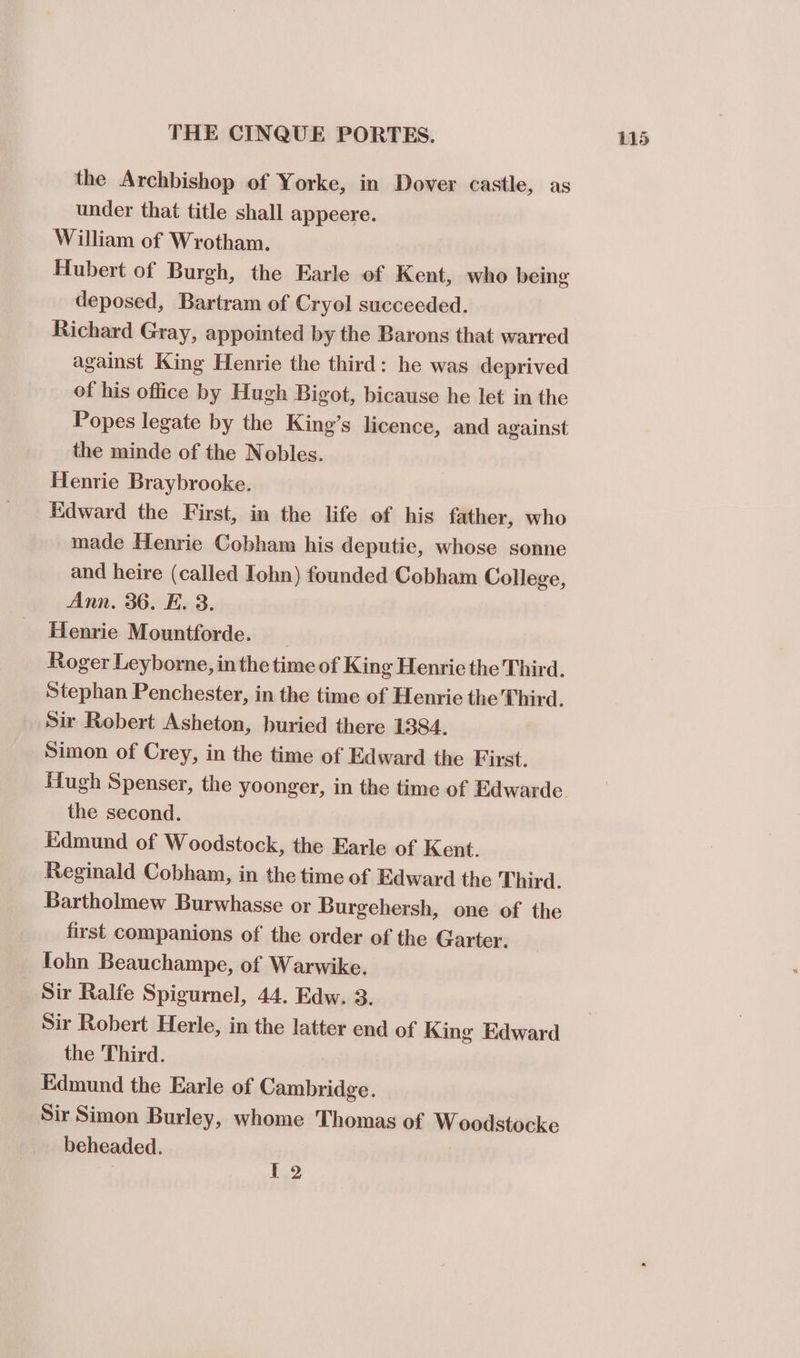 THE CINQUE PORTES. 115
the Archbishop of Yorke, in Dover castle, as
under that title shall appeere.
William of Wrotham.
Hubert of Burgh, the Earle of Kent, who being
deposed, Bartram of Cryol succeeded.
Richard Gray, appointed by the Barons that warred
against King Henrie the third: he was deprived
of his office by Hugh Bigot, bicause he let in the
Popes legate by the King's licence, and against
the minde of the Nobles.
Henrie Braybrooke.
Edward the First, in the life of his father, who
made Henrie Cobham his deputie, whose sonne
and heire (called Iohn) founded Cobham College,
Ann. 36. E. 3.
Henrie Mountforde.
Roger Leyborne, in the time of King Henrie the Third.
Stephan Penchester, in the time of Henrie the Third.
Sir Robert Asheton, buried there 1384.
Simon of Crey, in the time of Edward the First.
Hugh Spenser, the yoonger, in the time of Edwarde
the second.
Edmund of Woodstock, the Earle of Kent.
Reginald Cobham, in the time of Edward the Third.
Bartholmew Burwhasse or Burgehersh, one of the
first companions of the order of the Garter.
Iohn Beauchampe, of Warwike.
Sir Ralfe Spigurnel, 44. Edw. 3.
Sir Robert Herle, in the latter end of King Edward
the Third.
Edmund the Earle of Cambridge.
Sir Simon Burley, whome Thomas of Woodstocke
beheaded.
I 2